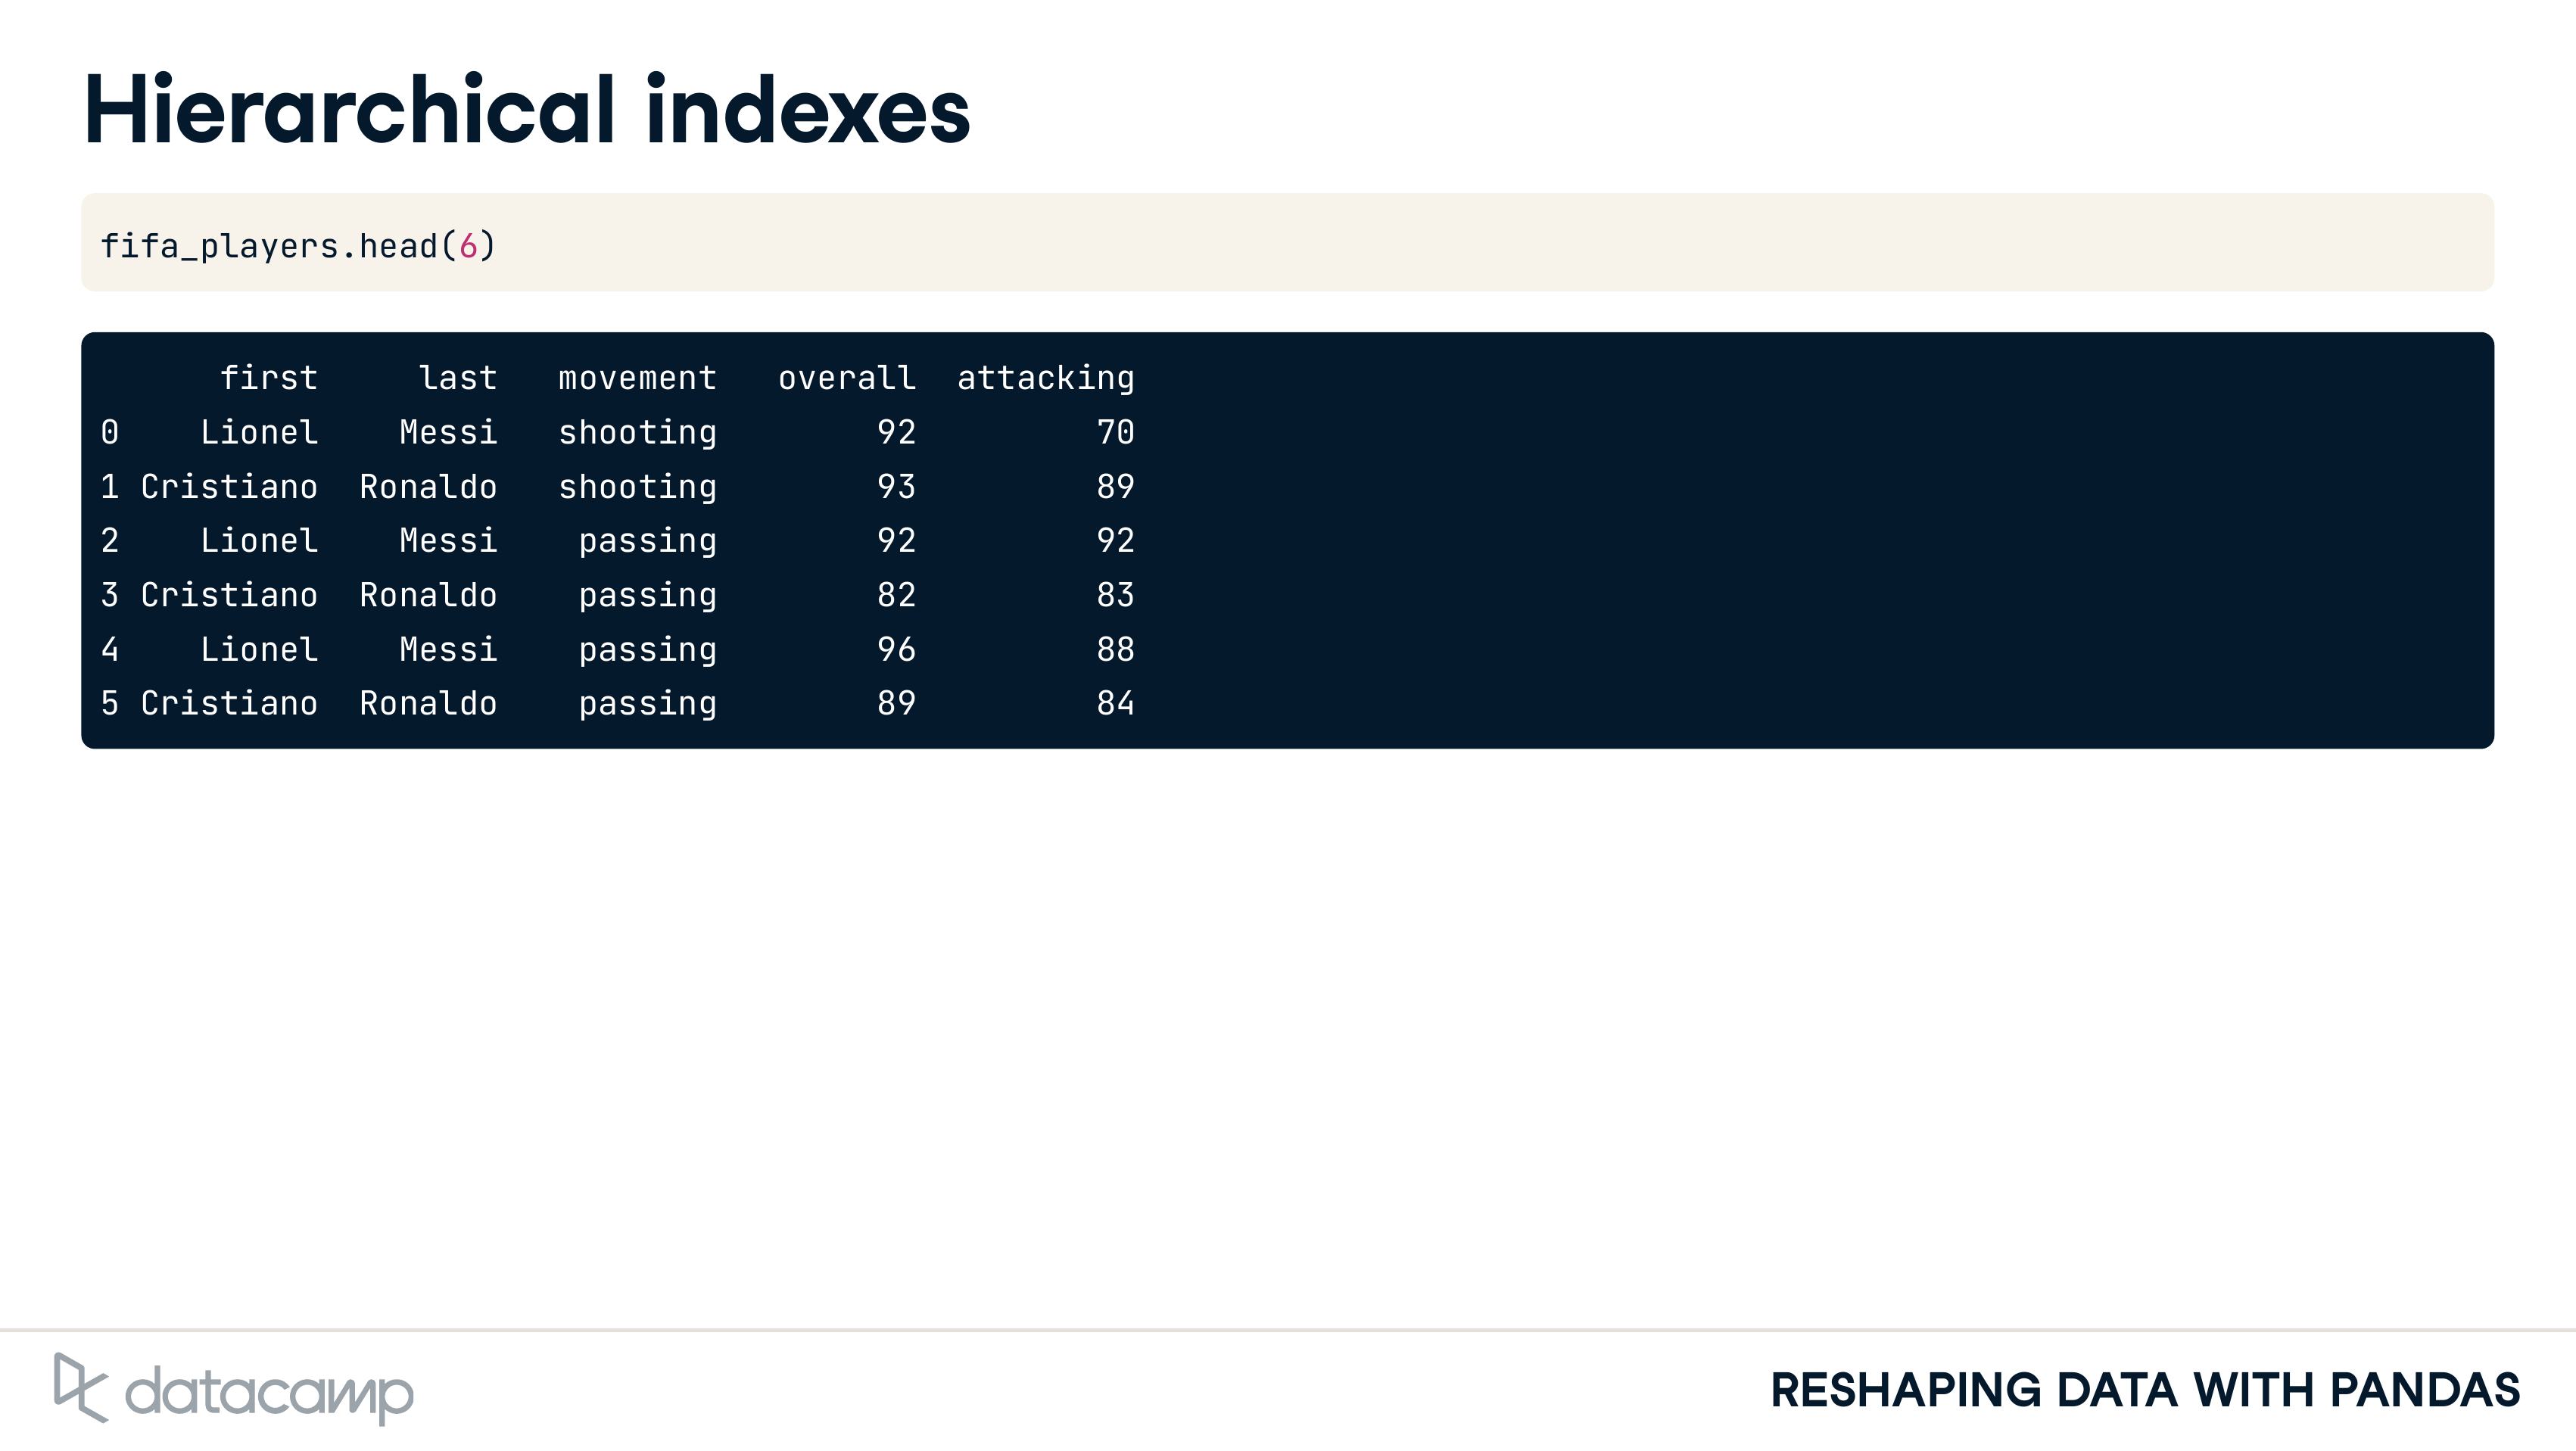 Hierarchical indexes
fifa_players.head(6)
first last movement overall attacking
0 Lionel Messi shooting 92 70
1 Cristiano Ronaldo shooting 93 89
2 Lionel Messi passing 92 92
3 Cristiano Ronaldo passing 82 83
4 Lionel Messi passing 96 88
5 Cristiano Ronaldo passing 89 84
datacamp
RESHAPING DATA WITH PANDAS